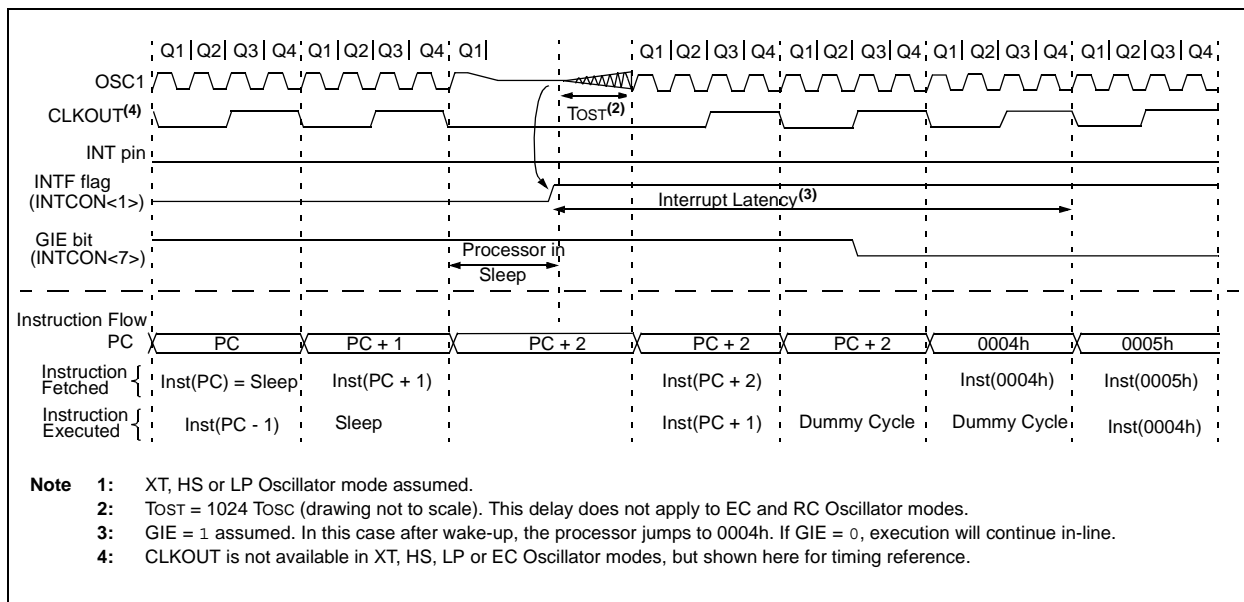 Q1 Q2 Q3 Q4 Q1 Q2 Q3 Q4 Q1 Q1 Q2 Q3 Q4 Q1 Q2 Q3 Q4 Q1 Q2 Q3 Q4 Q1 Q2 Q3 Q4
OSC1
CLKOUT(4)
TOST(2)
INT pin
INTF flag
(INTCON<1>)
Interrupt Latency(3)
GIE bit
(INTCON<7>)
Processor in
Sleep
Instruction Flow
PC PC PC + 1 PC + 2 PC + 2 PC + 2 0004h 0005h
Instruction
Fetched { Inst(PC) = Sleep Inst(PC + 1) Inst(PC + 2) Inst(0004h) Inst(0005h)
Instruction
Executed { Inst(PC - 1) Sleep Inst(PC + 1) Dummy Cycle Dummy Cycle Inst(0004h)
Note 1: XT, HS or LP Oscillator mode assumed.
2: TOST = 1024 TOSC (drawing not to scale). This delay does not apply to EC and RC Oscillator modes.
3: GIE = 1 assumed. In this case after wake-up, the processor jumps to 0004h. If GIE = 0, execution will continue in-line.
4: CLKOUT is not available in XT, HS, LP or EC Oscillator modes, but shown here for timing reference.